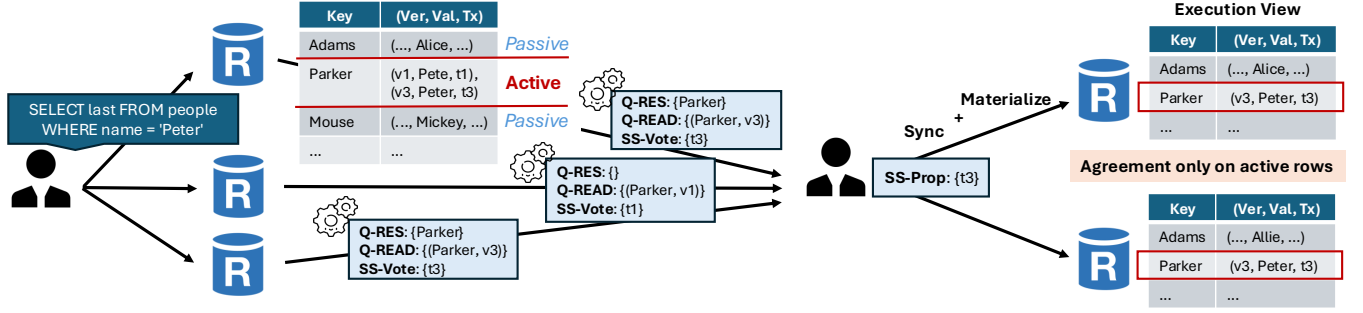 SELECT last FROM people
WHERE name = 'Peter'
R
R
R
Key (Ver, Val, Tx)
Adams (..., Alice, ...) Passive
Parker (v1, Pete, t1),
(v3, Peter, t3) Active
Mouse (..., Mickey, ...) Passive
... ...
Q-RES: {Parker}
Q-READ: {(Parker, v3)}
SS-Vote: {t3}
Q-RES: {}
Q-READ: {(Parker, v1)}
SS-Vote: {t1}
Q-RES: {Parker}
Q-READ: {(Parker, v3)}
SS-Vote: {t3}
SS-Prop: {t3}
Sync + Materialize
Execution View
R
Key (Ver, Val, Tx)
Adams (..., Alice, ...)
Parker (v3, Peter, t3)
... ...
Agreement only on active rows
R
Key (Ver, Val, Tx)
Adams (..., Allie, ...)
Parker (v3, Peter, t3)
... ...